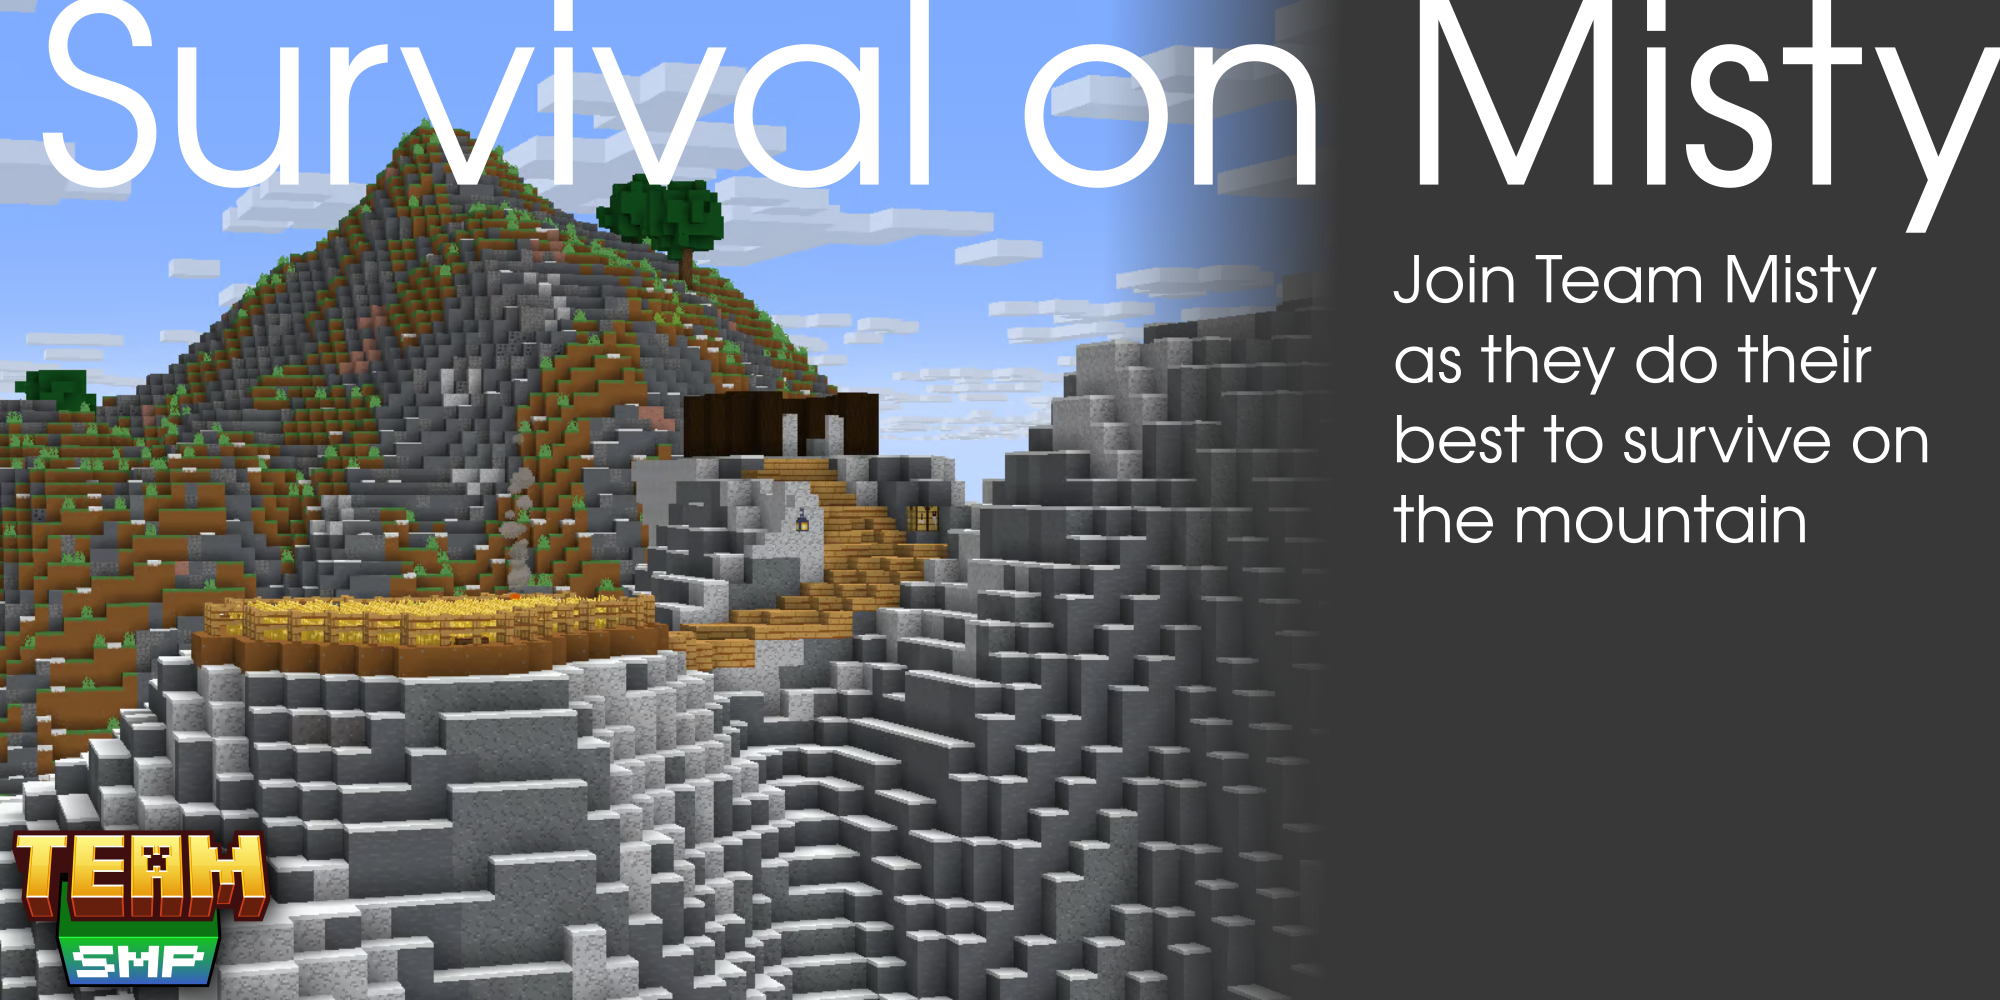 Survival on Misty
Join Team Misty
as they do their
best to survive on
the mountain
TEAM
SMP